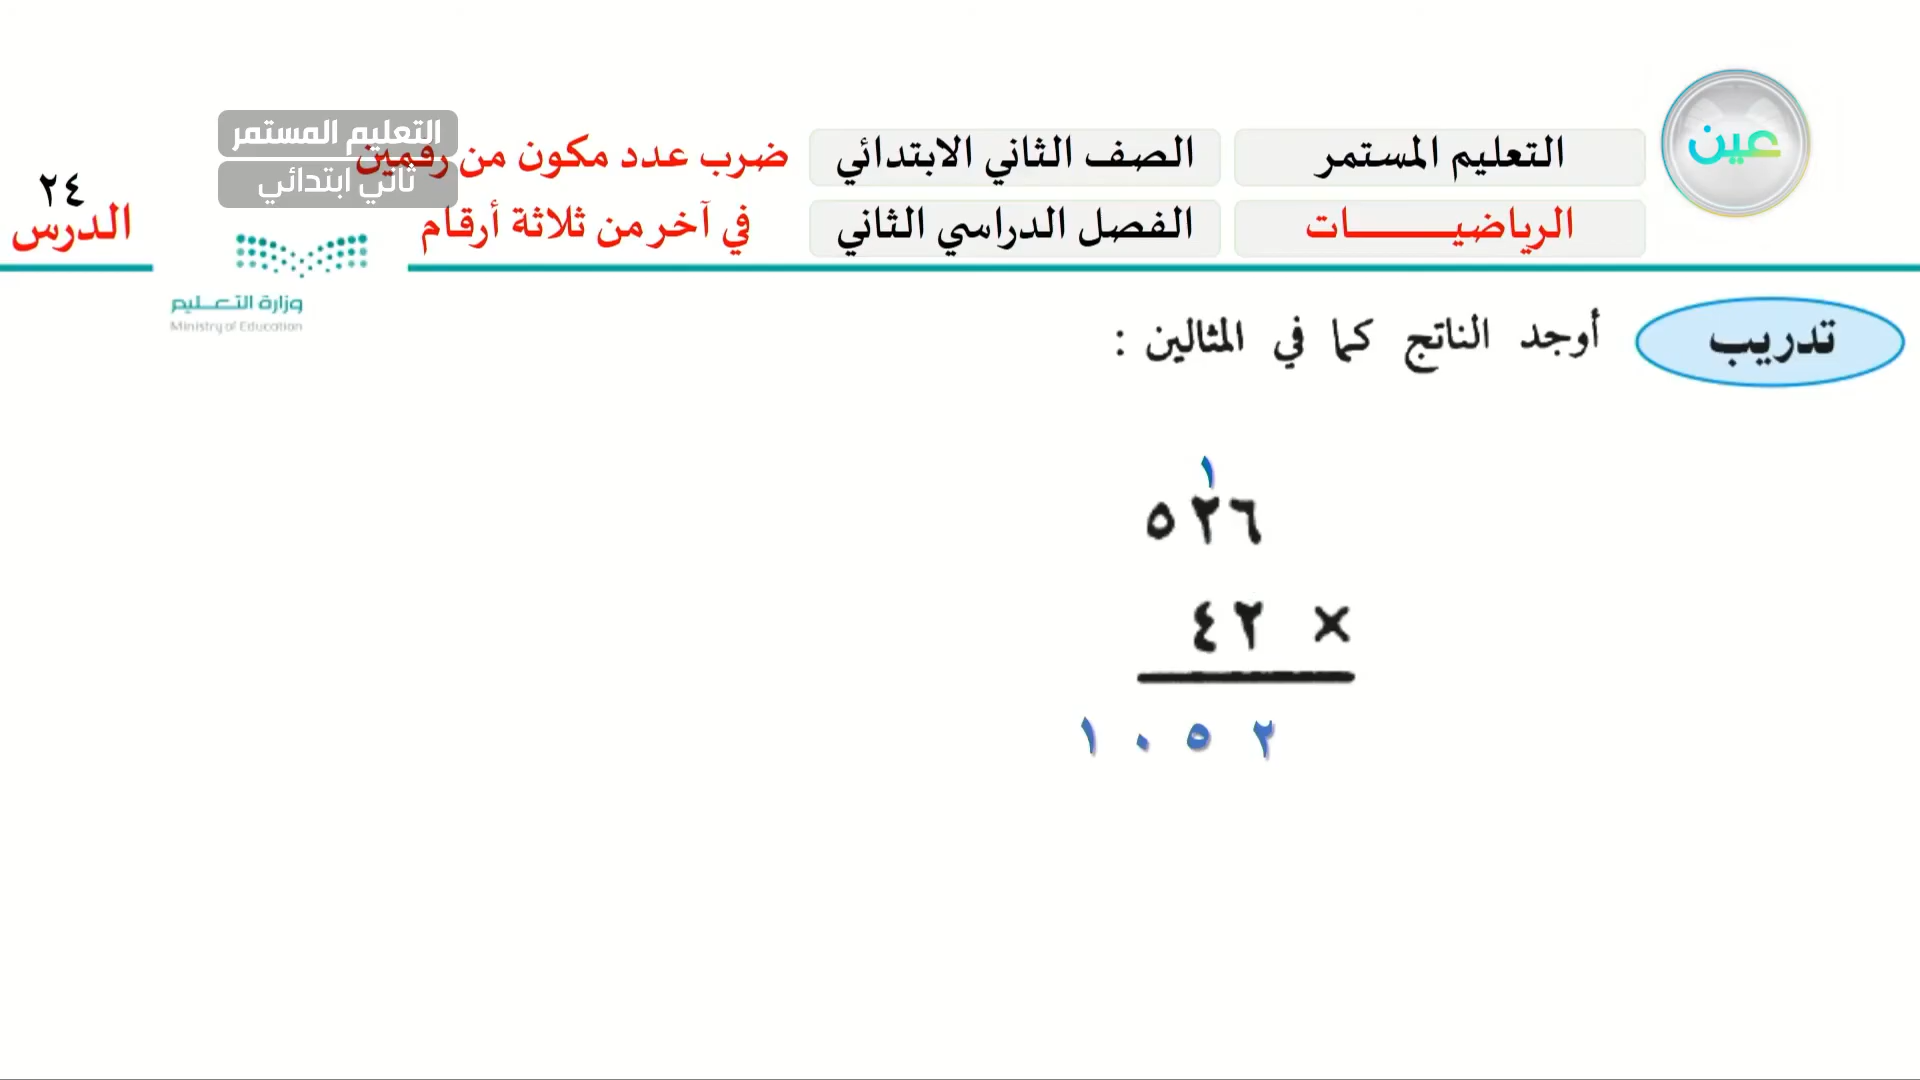 عين
التعليم المستمر
الصف الثاني الابتدائي
ضرب عدد مكون من رقمين
الرياضيـــــــات
الفصل الدراسي الثاني
في آخر من ثلاثة أرقام
التعليم المستمر
ثاني ابتدائي
٢٤
الدرس
وزارة التعـــليم
Ministry of Education
تدريب
أوجد الناتج كما في المثالين :
١
٥٢٦
٤٢ ×
١٠٥٢